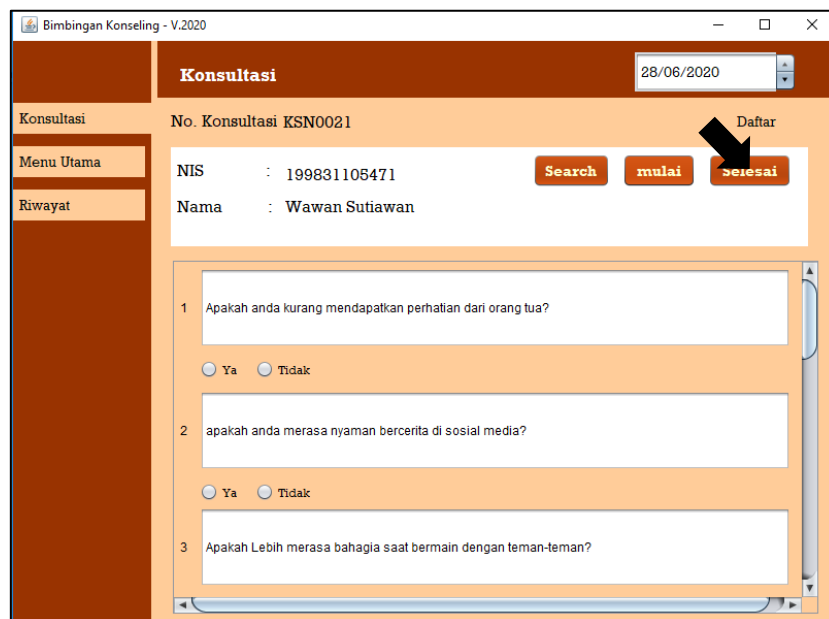 Bimbingan Konseling - V.2020
Konsultasi
28/06/2020
Konsultasi
Menu Utama
Riwayat
No. Konsultasi KSN0021
Daftar
NIS : 199831105471
Search
mulai
Selesai
Nama : Wawan Sutiawan
1 Apakah anda kurang mendapatkan perhatian dari orang tua?
Ya Tidak
2 apakah anda merasa nyaman bercerita di sosial media?
Ya Tidak
3 Apakah Lebih merasa bahagia saat bermain dengan teman-teman?